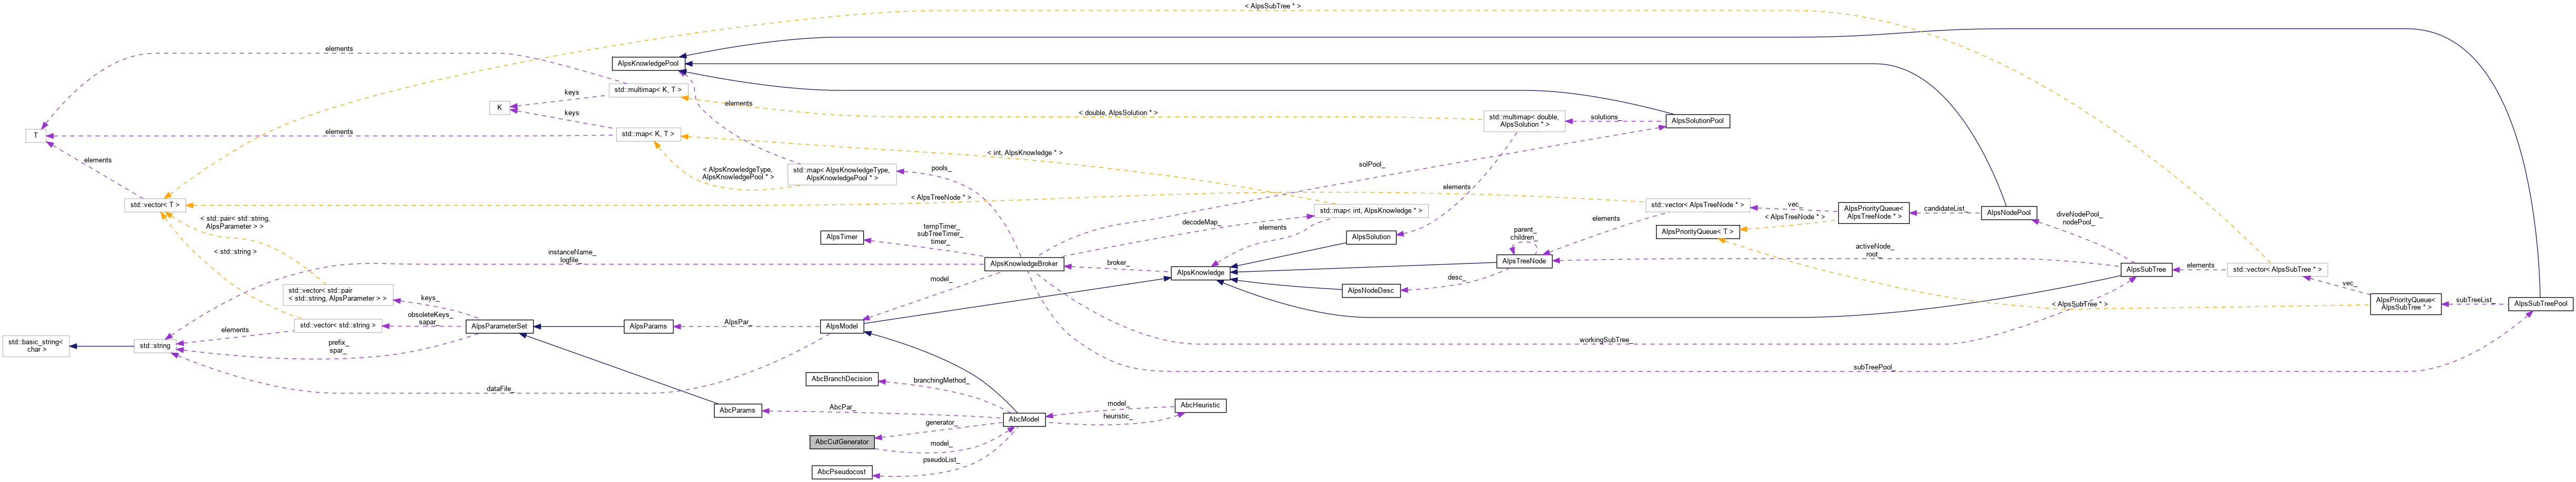 < AlpsSubTree * >
elements
AlpsKnowledgePool
std::multimap< K, T >
keys
K
elements
keys
< double, AlpsSolution * >
std::multimap< double,
AlpsSolution * >
solutions_
AlpsSolutionPool
T
elements
std::map< K, T >
< int, AlpsKnowledge * >
elements
solPool_
< AlpsKnowledgeType,
AlpsKnowledgePool * >
std::map< AlpsKnowledgeType,
AlpsKnowledgePool * >
pools_
elements
std::vector< T >
< AlpsTreeNode * >
std::vector< AlpsTreeNode * >
vec_
AlpsPriorityQueue<
AlpsTreeNode * >
candidateList_
AlpsNodePool
< std::pair< std::string,
AlpsParameter > >
decodeMap_
std::map< int, AlpsKnowledge * >
elements
elements
< AlpsTreeNode * >
diveNodePool_
nodePool_
AlpsTimer
tempTimer_
subTreeTimer_
timer_
AlpsSolution
parent_
children_
AlpsPriorityQueue< T >
< std::string >
instanceName_
logfile_
AlpsKnowledgeBroker
broker_
AlpsKnowledge
AlpsTreeNode
activeNode_
root_
AlpsSubTree
elements
std::vector< AlpsSubTree * >
model_
desc_
AlpsNodeDesc
vec_
std::vector< std::pair
< std::string, AlpsParameter > >
keys_
< AlpsSubTree * >
AlpsPriorityQueue<
AlpsSubTree * >
subTreeList_
AlpsSubTreePool
std::vector< std::string >
obsoleteKeys_
sapar_
AlpsParameterSet
AlpsParams
AlpsPar_
AlpsModel
elements
std::basic_string<
char >
std::string
prefix_
spar_
workingSubTree_
subTreePool_
dataFile_
AbcBranchDecision
branchingMethod_
AbcParams
AbcPar_
AbcModel
model_
heuristic_
AbcHeuristic
generator_
AbcCutGenerator
model_
pseudoList_
AbcPseudocost